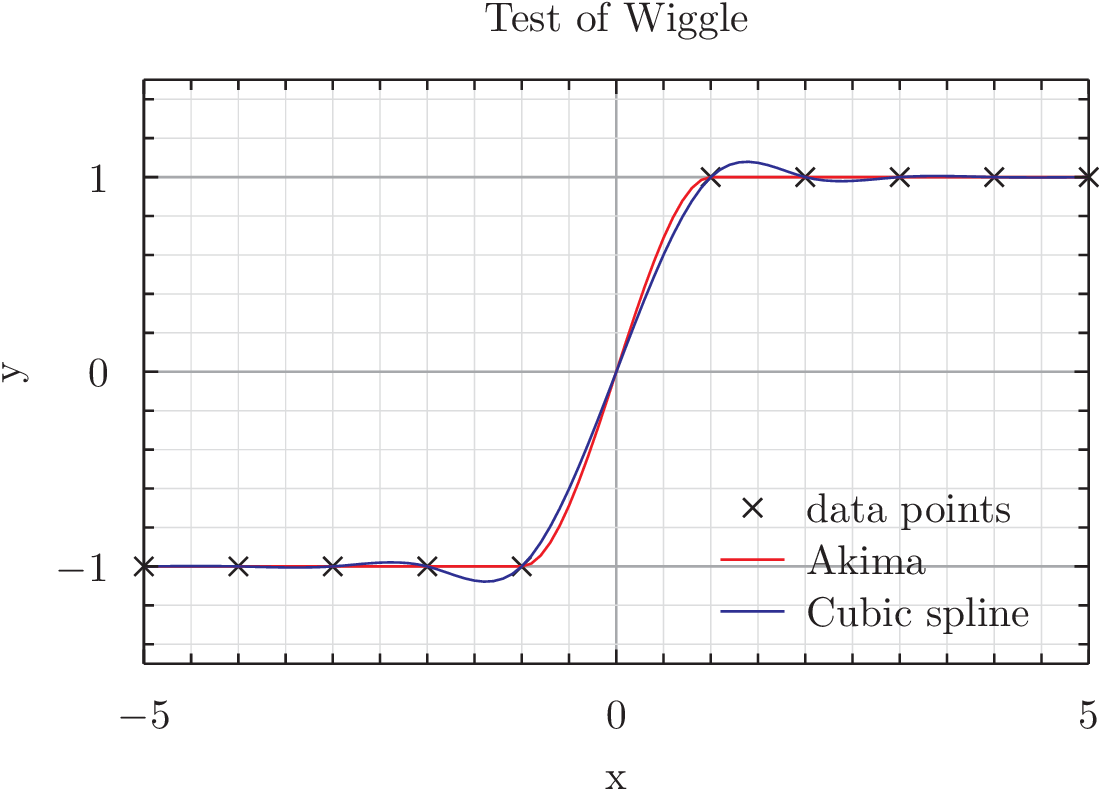 Test of Wiggle
1
y
0
−1
data points
Akima
Cubic spline
−5
0
5
x